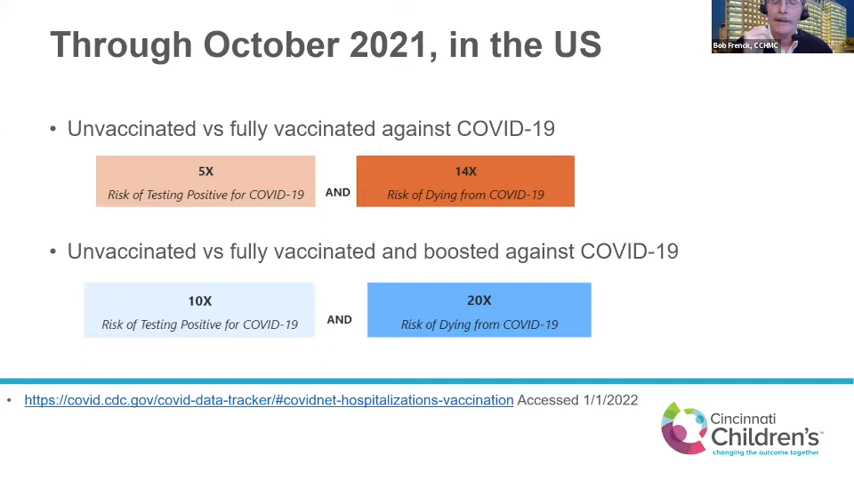 Through October 2021, in the US
Bob Frenck, CCHMC
• Unvaccinated vs fully vaccinated against COVID-19
5X
Risk of Testing Positive for COVID-19
AND
14X
Risk of Dying from COVID-19
• Unvaccinated vs fully vaccinated and boosted against COVID-19
10X
Risk of Testing Positive for COVID-19
AND
20X
Risk of Dying from COVID-19
• https://covid.cdc.gov/covid-data-tracker/#covidnet-hospitalizations-vaccination Accessed 1/1/2022
Cincinnati
Children's™
changing the outcome together